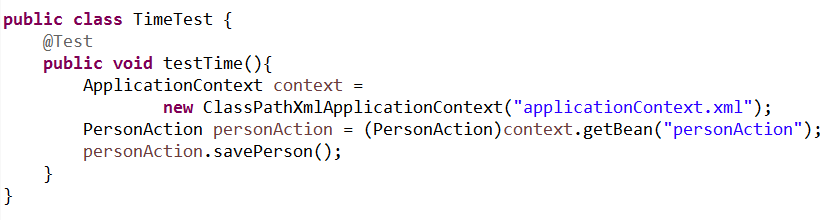 public class TimeTest {
    @Test
    public void testTime(){
        ApplicationContext context =
                new ClassPathXmlApplicationContext("applicationContext.xml");
        PersonAction personAction = (PersonAction)context.getBean("personAction");
        personAction.savePerson();
    }
}